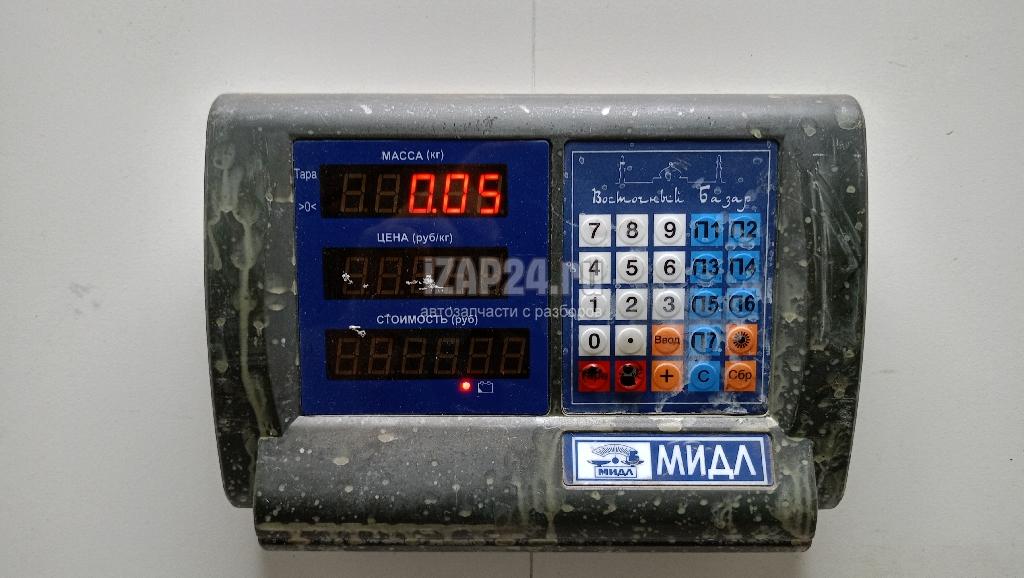 МАССА (кг)
Тара
0.05
>0<
ЦЕНА (руб/кг)
СТОИМОСТЬ (руб)
Восточный Базар
7 8 9 П1 П2
4 5 6 П3 П4
1 2 3 П5 П6
0 • Ввод П7
+ С Сбр
МИДЛ
МИДЛ
iZAP24.ru
автозапчасти с разборов